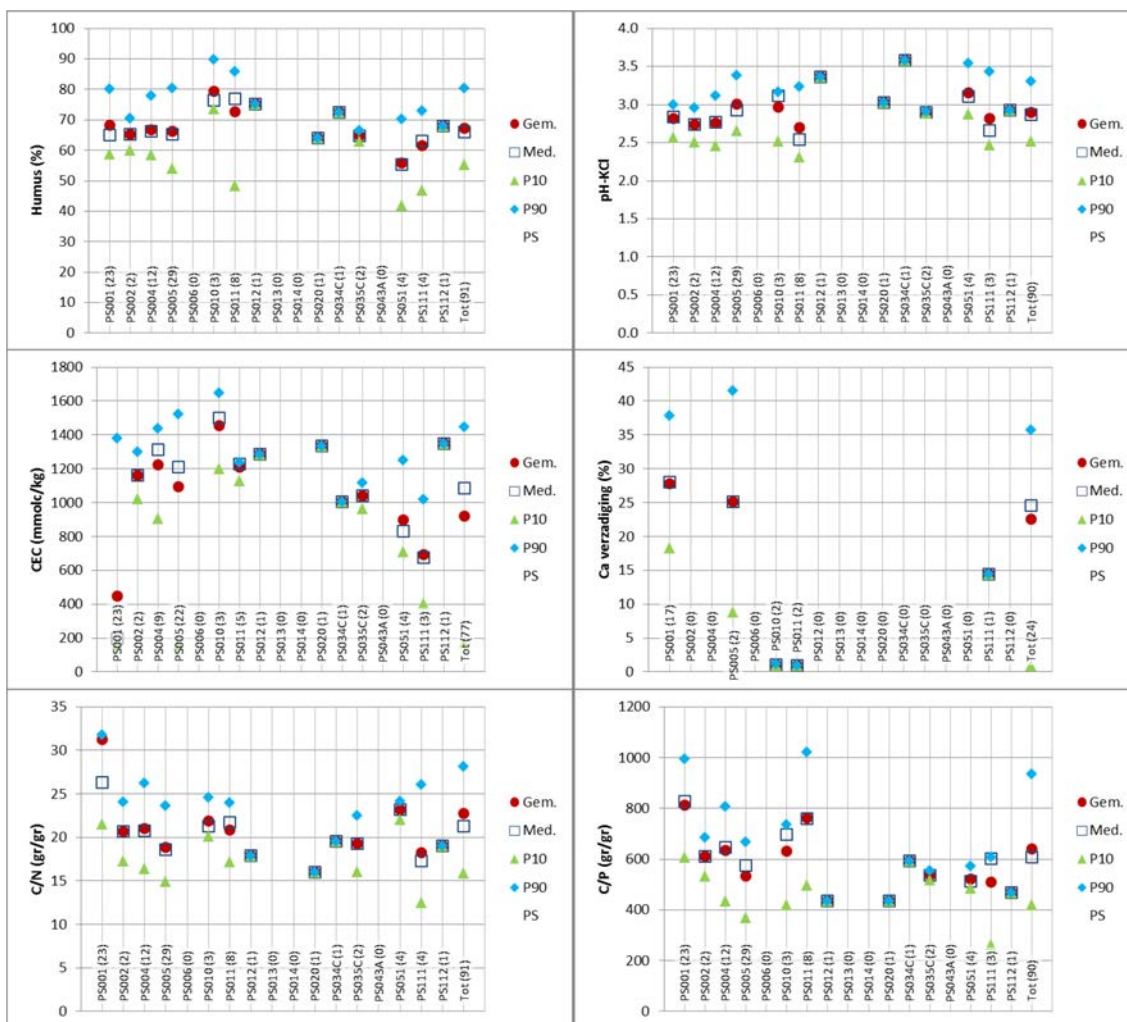 Humus (%)
100
90
80
70
60
50
40
30
20
10
0
PS001 (23)
PS002 (2)
PS004 (12)
PS005 (29)
PS006 (0)
PS010 (3)
PS011 (8)
PS012 (1)
PS013 (0)
PS014 (0)
PS020 (1)
PS034C (1)
PS035C (2)
PS043A (0)
PS051 (4)
PS111 (4)
PS112 (1)
Tot (91)
Gem.
Med.
P10
P90
PS
pH-KCl
4.0
3.5
3.0
2.5
2.0
1.5
1.0
0.5
0.0
PS001 (23)
PS002 (2)
PS004 (12)
PS005 (29)
PS006 (0)
PS010 (3)
PS011 (8)
PS012 (1)
PS013 (0)
PS014 (0)
PS020 (1)
PS034C (1)
PS035C (2)
PS043A (0)
PS051 (4)
PS111 (3)
PS112 (1)
Tot (90)
Gem.
Med.
P10
P90
PS
CEC (mmolc/kg)
1800
1600
1400
1200
1000
800
600
400
200
0
PS001 (23)
PS002 (2)
PS004 (9)
PS005 (22)
PS006 (0)
PS010 (3)
PS011 (5)
PS012 (1)
PS013 (0)
PS014 (0)
PS020 (1)
PS034C (1)
PS035C (2)
PS043A (0)
PS051 (4)
PS111 (3)
PS112 (1)
Tot (77)
Gem.
Med.
P10
P90
PS
Ca verzadiging (%)
45
40
35
30
25
20
15
10
5
0
PS001 (17)
PS002 (0)
PS004 (0)
PS005 (2)
PS006 (0)
PS010 (2)
PS011 (2)
PS012 (0)
PS013 (0)
PS014 (0)
PS020 (0)
PS034C (0)
PS035C (0)
PS043A (0)
PS051 (0)
PS111 (1)
PS112 (0)
Tot (24)
Gem.
Med.
P10
P90
PS
C/N (gr/gr)
35
30
25
20
15
10
5
0
PS001 (23)
PS002 (2)
PS004 (12)
PS005 (29)
PS006 (0)
PS010 (3)
PS011 (8)
PS012 (1)
PS013 (0)
PS014 (0)
PS020 (1)
PS034C (1)
PS035C (2)
PS043A (0)
PS051 (4)
PS111 (4)
PS112 (1)
Tot (91)
Gem.
Med.
P10
P90
PS
C/P (gr/gr)
1200
1000
800
600
400
200
0
PS001 (23)
PS002 (2)
PS004 (12)
PS005 (29)
PS006 (0)
PS010 (3)
PS011 (8)
PS012 (1)
PS013 (0)
PS014 (0)
PS020 (1)
PS034C (1)
PS035C (2)
PS043A (0)
PS051 (4)
PS111 (3)
PS112 (1)
Tot (90)
Gem.
Med.
P10
P90
PS